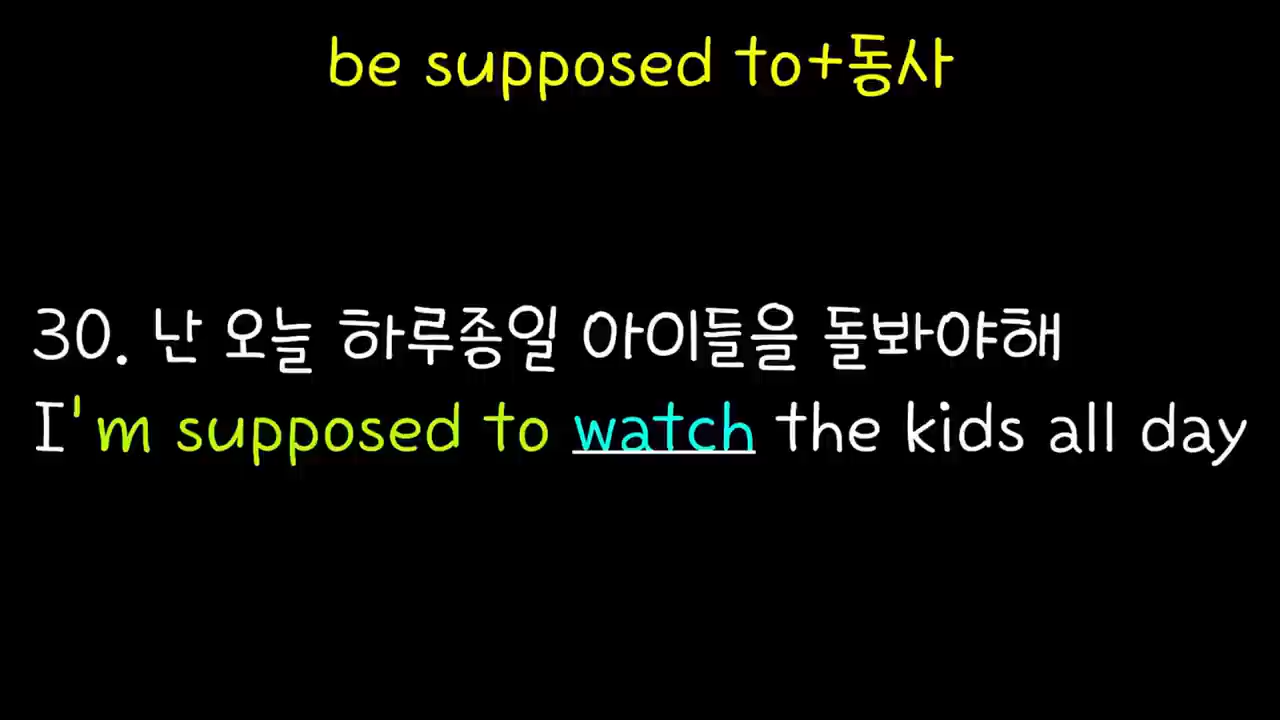 be supposed to+동사
30. 난 오늘 하루종일 아이들을 돌봐야해
I'm supposed to watch the kids all day